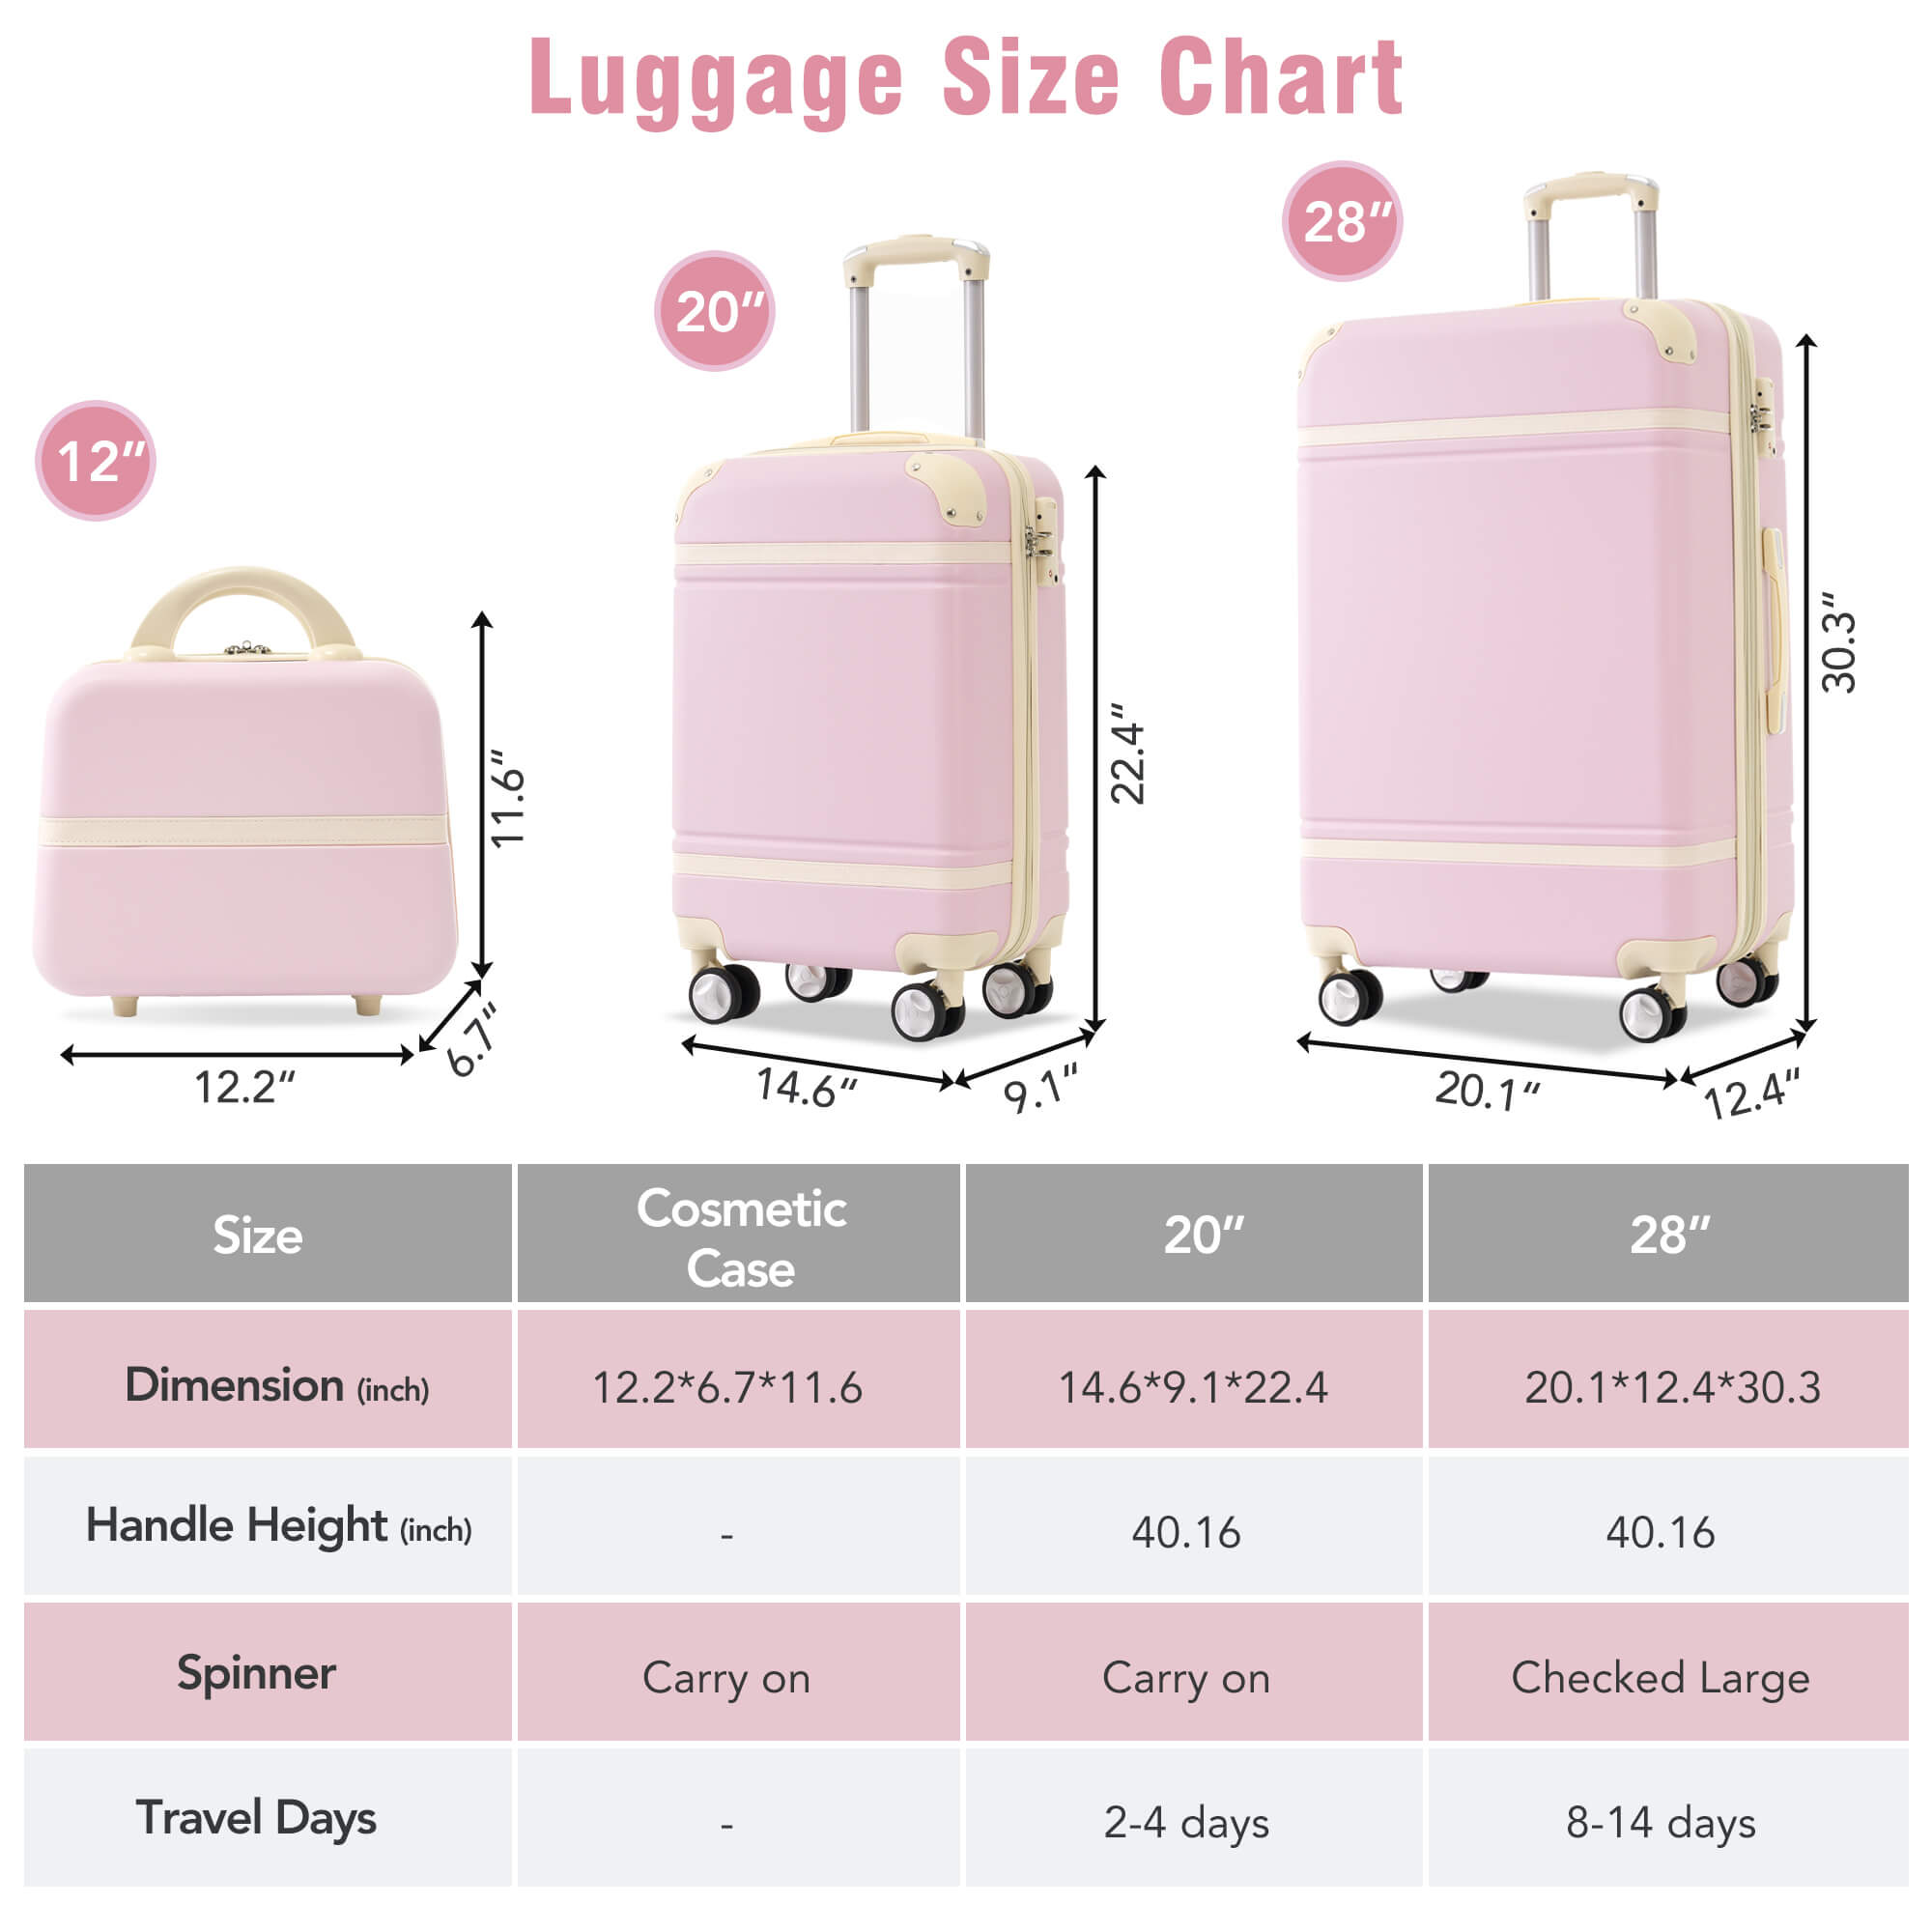 Luggage Size Chart
12”
20”
28”
11.6”
12.2”
6.7”
22.4”
14.6”
9.1”
30.3”
20.1”
12.4”
Size
Cosmetic
Case
20”
28”
Dimension (inch)
12.2*6.7*11.6
14.6*9.1*22.4
20.1*12.4*30.3
Handle Height (inch)
-
40.16
40.16
Spinner
Carry on
Carry on
Checked Large
Travel Days
-
2-4 days
8-14 days